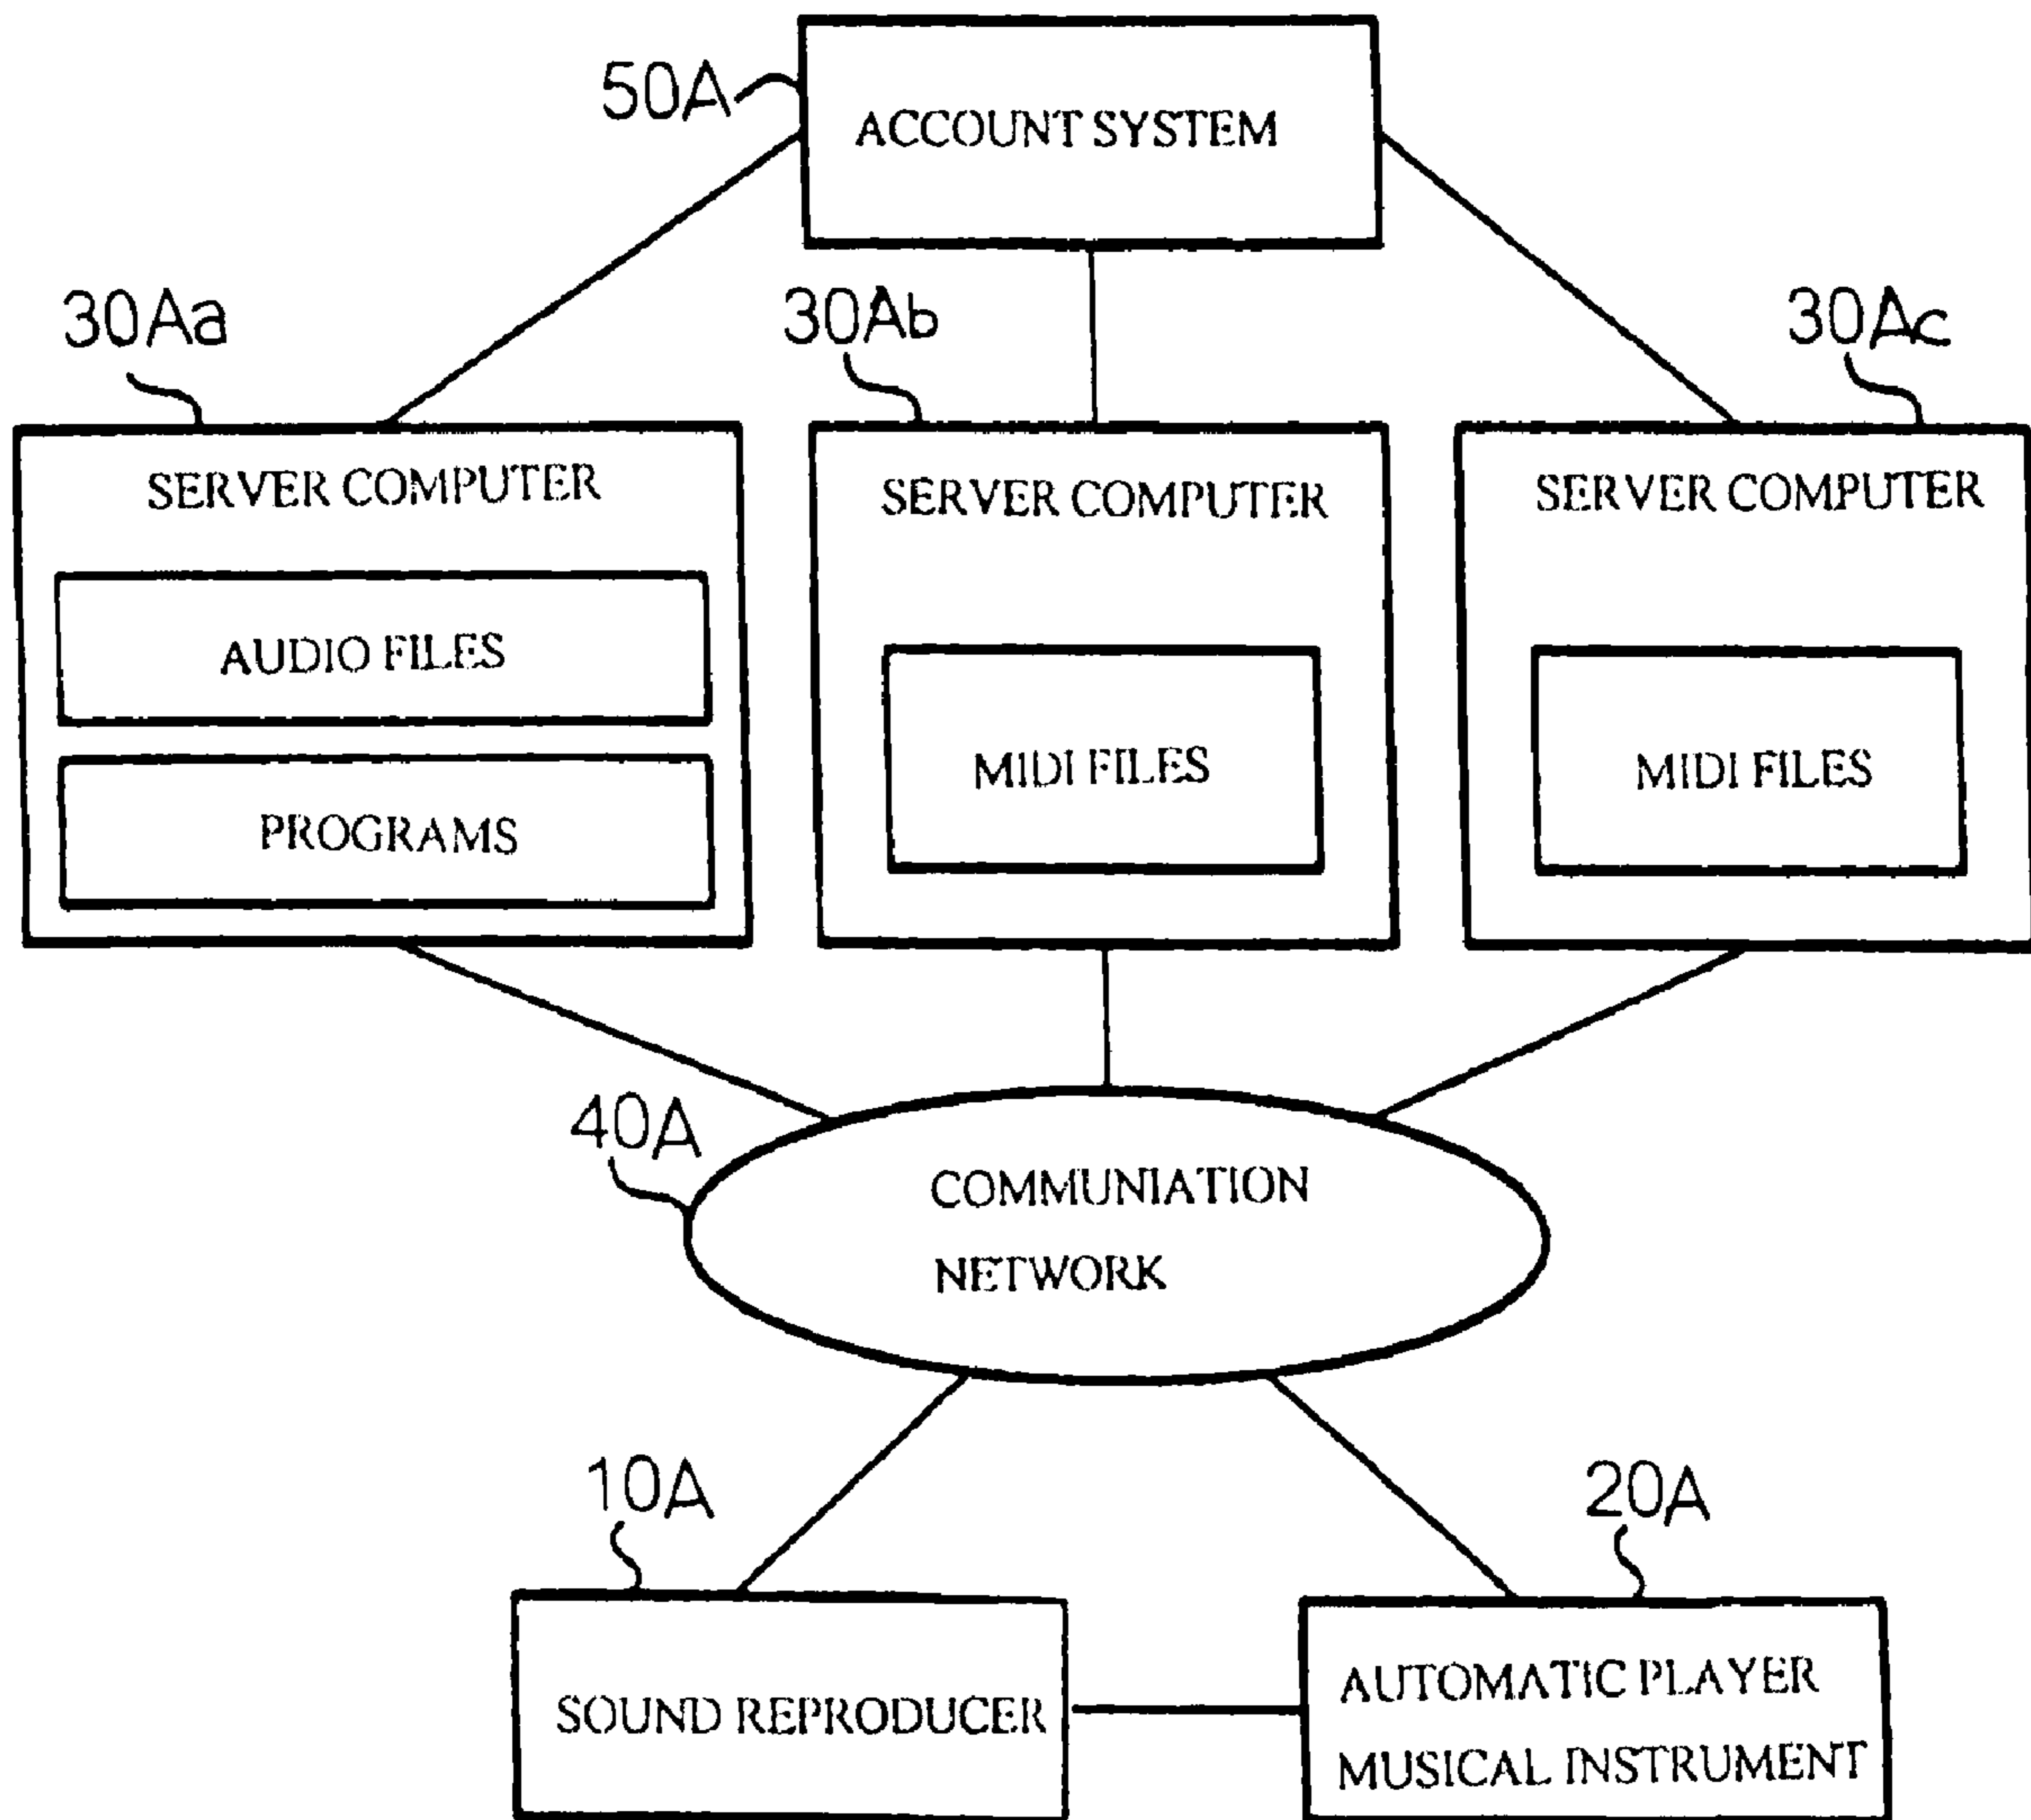 50A
ACCOUNT SYSTEM
30Aa
30Ab
30Ac
SERVER COMPUTER
SERVER COMPUTER
SERVER COMPUTER
AUDIO FILES
PROGRAMS
MIDI FILES
MIDI FILES
40A
COMMUNIATION
NETWORK
10A
20A
SOUND REPRODUCER
AUTOMATIC PLAYER
MUSICAL INSTRUMENT